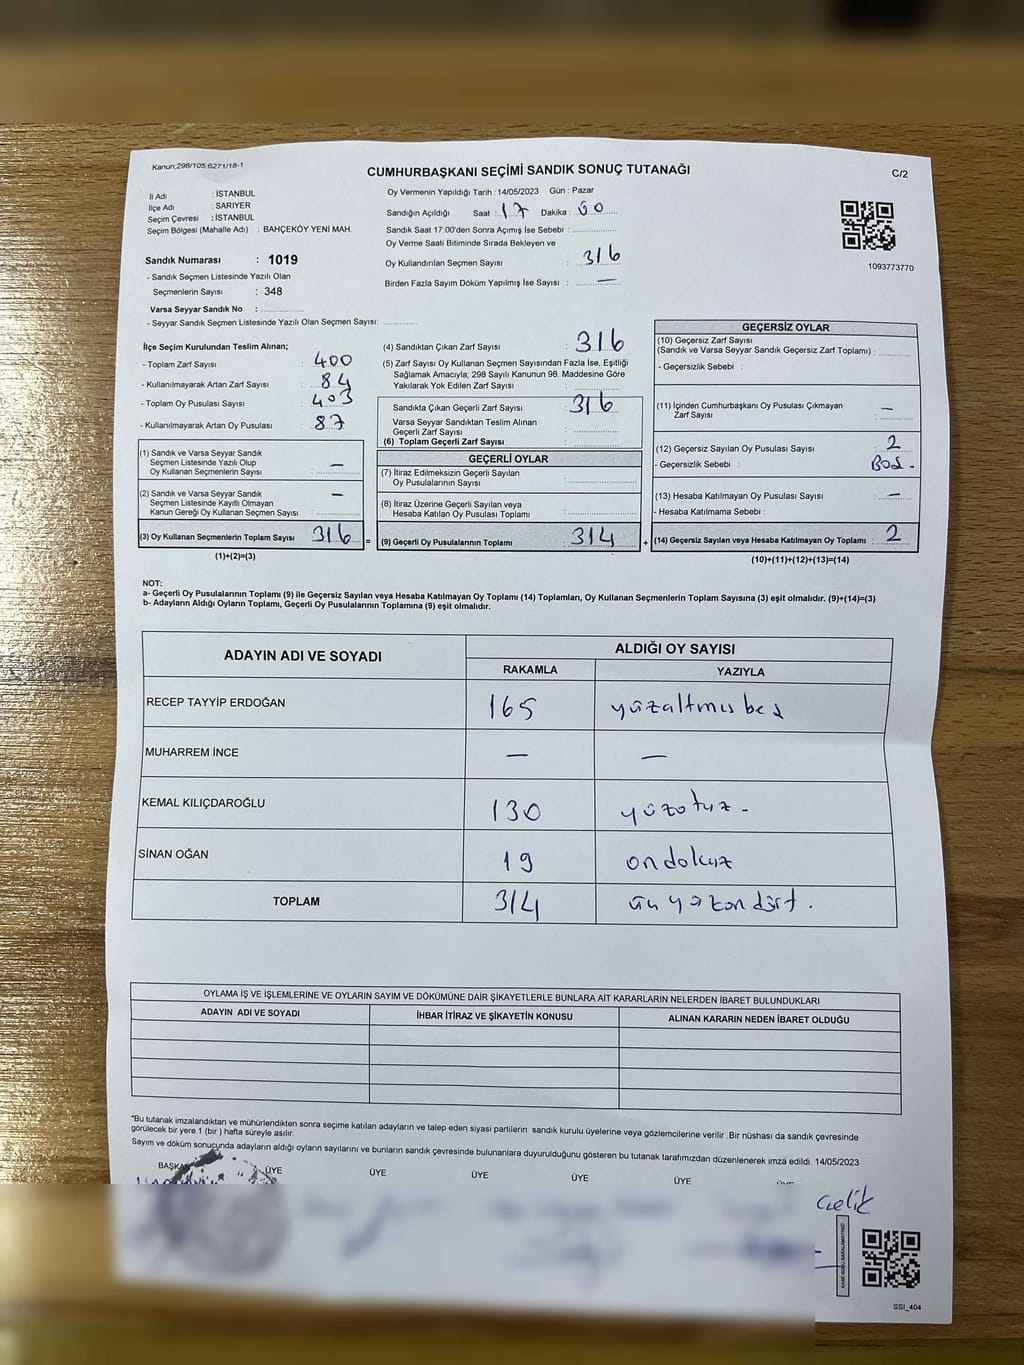 Kanun;298/105;6271/18-1
CUMHURBAŞKANI SEÇİMİ SANDIK SONUÇ TUTANAĞI
C/2
İl Adı : İSTANBUL
İlçe Adı : SARIYER
Seçim Çevresi : İSTANBUL
Seçim Bölgesi (Mahalle Adı) : BAHÇEKÖY YENİ MAH.
Sandık Numarası : 1019
- Sandık Seçmen Listesinde Yazılı Olan
Seçmenlerin Sayısı : 348
Varsa Seyyar Sandık No :
- Seyyar Sandık Seçmen Listesinde Yazılı Olan Seçmen Sayısı:
Oy Vermenin Yapıldığı Tarih : 14/05/2023 Gün : Pazar
Sandığın Açıldığı Saat : 17 Dakika : 00
Sandık Saat 17.00'den Sonra Açımış İse Sebebi :
Oy Verme Saati Bitiminde Sırada Bekleyen ve
Oy Kullandırılan Seçmen Sayısı : 316
Birden Fazla Sayım Döküm Yapılmış İse Sayısı : —
1093773770
İlçe Seçim Kurulundan Teslim Alınan;
- Toplam Zarf Sayısı : 400
- Kullanılmayarak Artan Zarf Sayısı : 84
- Toplam Oy Pusulası Sayısı : 403
- Kullanılmayarak Artan Oy Pusulası : 87
(1) Sandık ve Varsa Seyyar Sandık
Seçmen Listesinde Yazılı Olup
Oy Kullanan Seçmenlerin Sayısı : —
(2) Sandık ve Varsa Seyyar Sandık
Seçmen Listesinde Kayıtlı Olmayan
Kanun Gereği Oy Kullanan Seçmen Sayısı : —
(3) Oy Kullanan Seçmenlerin Toplam Sayısı 316
(1)+(2)=(3)
(4) Sandıktan Çıkan Zarf Sayısı : 316
(5) Zarf Sayısı Oy Kullanan Seçmen Sayısından Fazla İse, Eşitliği
Sağlamak Amacıyla; 298 Sayılı Kanunun 98. Maddesine Göre
Yakılarak Yok Edilen Zarf Sayısı :
Sandıkta Çıkan Geçerli Zarf Sayısı : 316
Varsa Seyyar Sandıktan Teslim Alınan
Geçerli Zarf Sayısı :
(6) Toplam Geçerli Zarf Sayısı :
GEÇERLİ OYLAR
(7) İtiraz Edilmeksizin Geçerli Sayılan
Oy Pusulalarının Sayısı :
(8) İtiraz Üzerine Geçerli Sayılan veya
Hesaba Katılan Oy Pusulası Toplamı :
= (9) Geçerli Oy Pusulalarının Toplamı : 314
GEÇERSİZ OYLAR
(10) Geçersiz Zarf Sayısı
(Sandık ve Varsa Seyyar Sandık Geçersiz Zarf Toplamı) :
- Geçersizlik Sebebi :
(11) İçinden Cumhurbaşkanı Oy Pusulası Çıkmayan
Zarf Sayısı : —
(12) Geçersiz Sayılan Oy Pusulası Sayısı : 2
- Geçersizlik Sebebi : Boş.
(13) Hesaba Katılmayan Oy Pusulası Sayısı : —
- Hesaba Katılmama Sebebi :
+ (14) Geçersiz Sayılan veya Hesaba Katılmayan Oy Toplamı : 2
(10)+(11)+(12)+(13)=(14)
NOT:
a- Geçerli Oy Pusulalarının Toplamı (9) ile Geçersiz Sayılan veya Hesaba Katılmayan Oy Toplamı (14) Toplamları, Oy Kullanan Seçmenlerin Toplam Sayısına (3) eşit olmalıdır. (9)+(14)=(3)
b- Adayların Aldığı Oyların Toplamı, Geçerli Oy Pusulalarının Toplamına (9) eşit olmalıdır.
ADAYIN ADI VE SOYADI ALDIĞI OY SAYISI
RAKAMLA YAZIYLA
RECEP TAYYİP ERDOĞAN 165 yüzaltmış beş
MUHARREM İNCE — —
KEMAL KILIÇDAROĞLU 130 yüzotuz -
SİNAN OĞAN 19 ondokuz
TOPLAM 314 üç yüzondört.
OYLAMA İŞ VE İŞLEMLERİNE VE OYLARIN SAYIM VE DÖKÜMÜNE DAİR ŞİKAYETLERLE BUNLARA AİT KARARLARIN NELERDEN İBARET BULUNDUKLARI
ADAYIN ADI VE SOYADI İHBAR İTİRAZ VE ŞİKAYETİN KONUSU ALINAN KARARIN NEDEN İBARET OLDUĞU
*Bu tutanak imzalandıktan ve mühürlendikten sonra seçime katılan adayların ve talep eden siyasi partilerin sandık kurulu üyelerine veya gözlemcilerine verilir .Bir nüshası da sandık çevresinde
görülecek bir yere 1 (bir) hafta süreyle asılır.
Sayım ve döküm sonucunda adayların aldığı oyların sayılarını ve bunların sandık çevresinde bulunanlara duyurulduğunu gösteren bu tutanak tarafımızdan düzenlenerek imza edildi. 14/05/2023
BAŞKAN ÜYE ÜYE ÜYE ÜYE ÜYE
Çelik
SSI_404